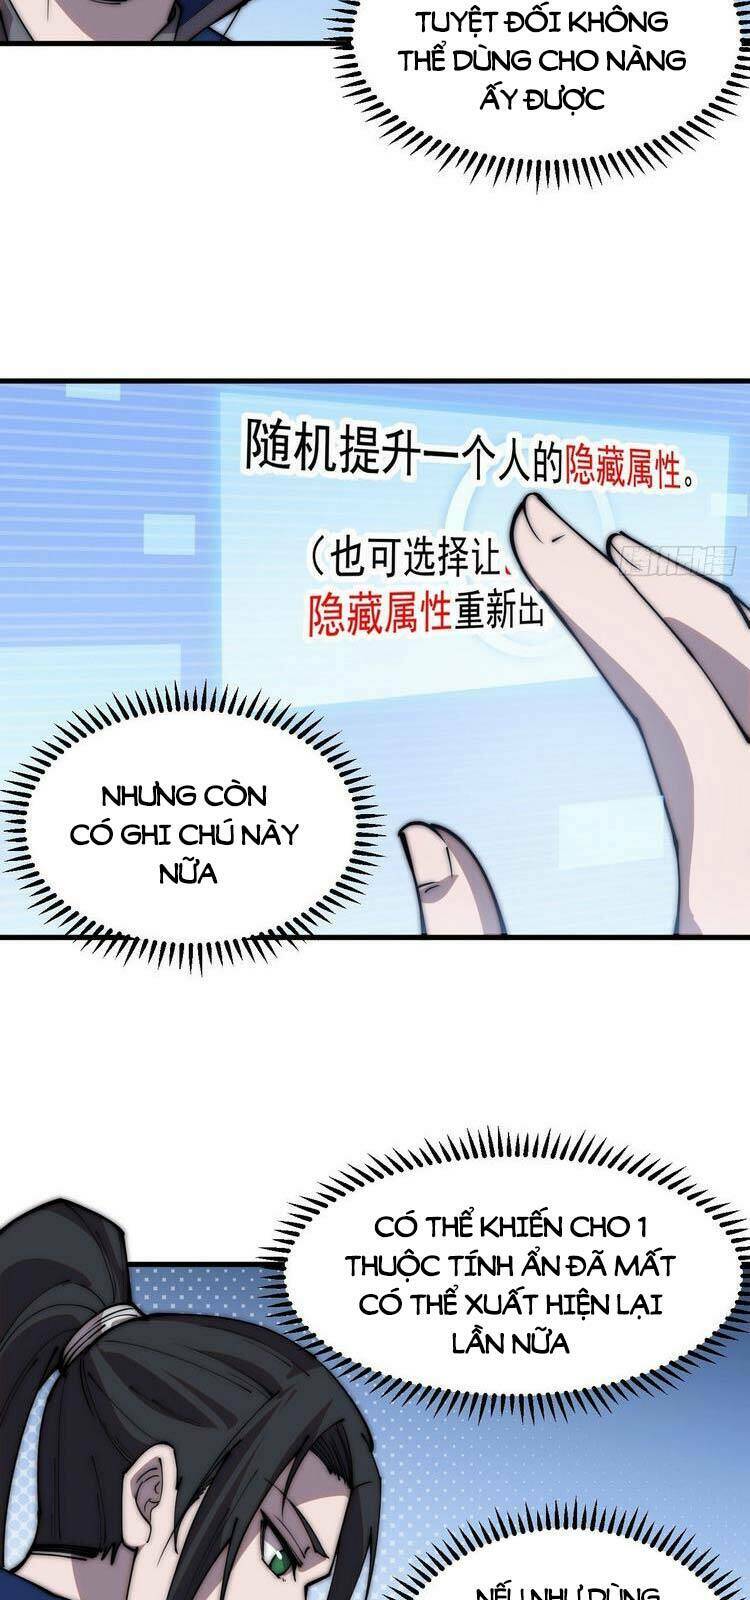 TUYỆT ĐỐI KHÔNG
THỂ DÙNG CHO NÀNG
ẤY ĐƯỢC
随机提升一个人的隐藏属性。
（也可选择让
隐藏属性重新出
NHƯNG CÒN
CÓ GHI CHÚ NÀY
NỮA
CÓ THỂ KHIẾN CHO 1
THUỘC TÍNH ẨN ĐÃ MẤT
CÓ THỂ XUẤT HIỆN LẠI
LẦN NỮA
NẾU NHƯ DÙNG